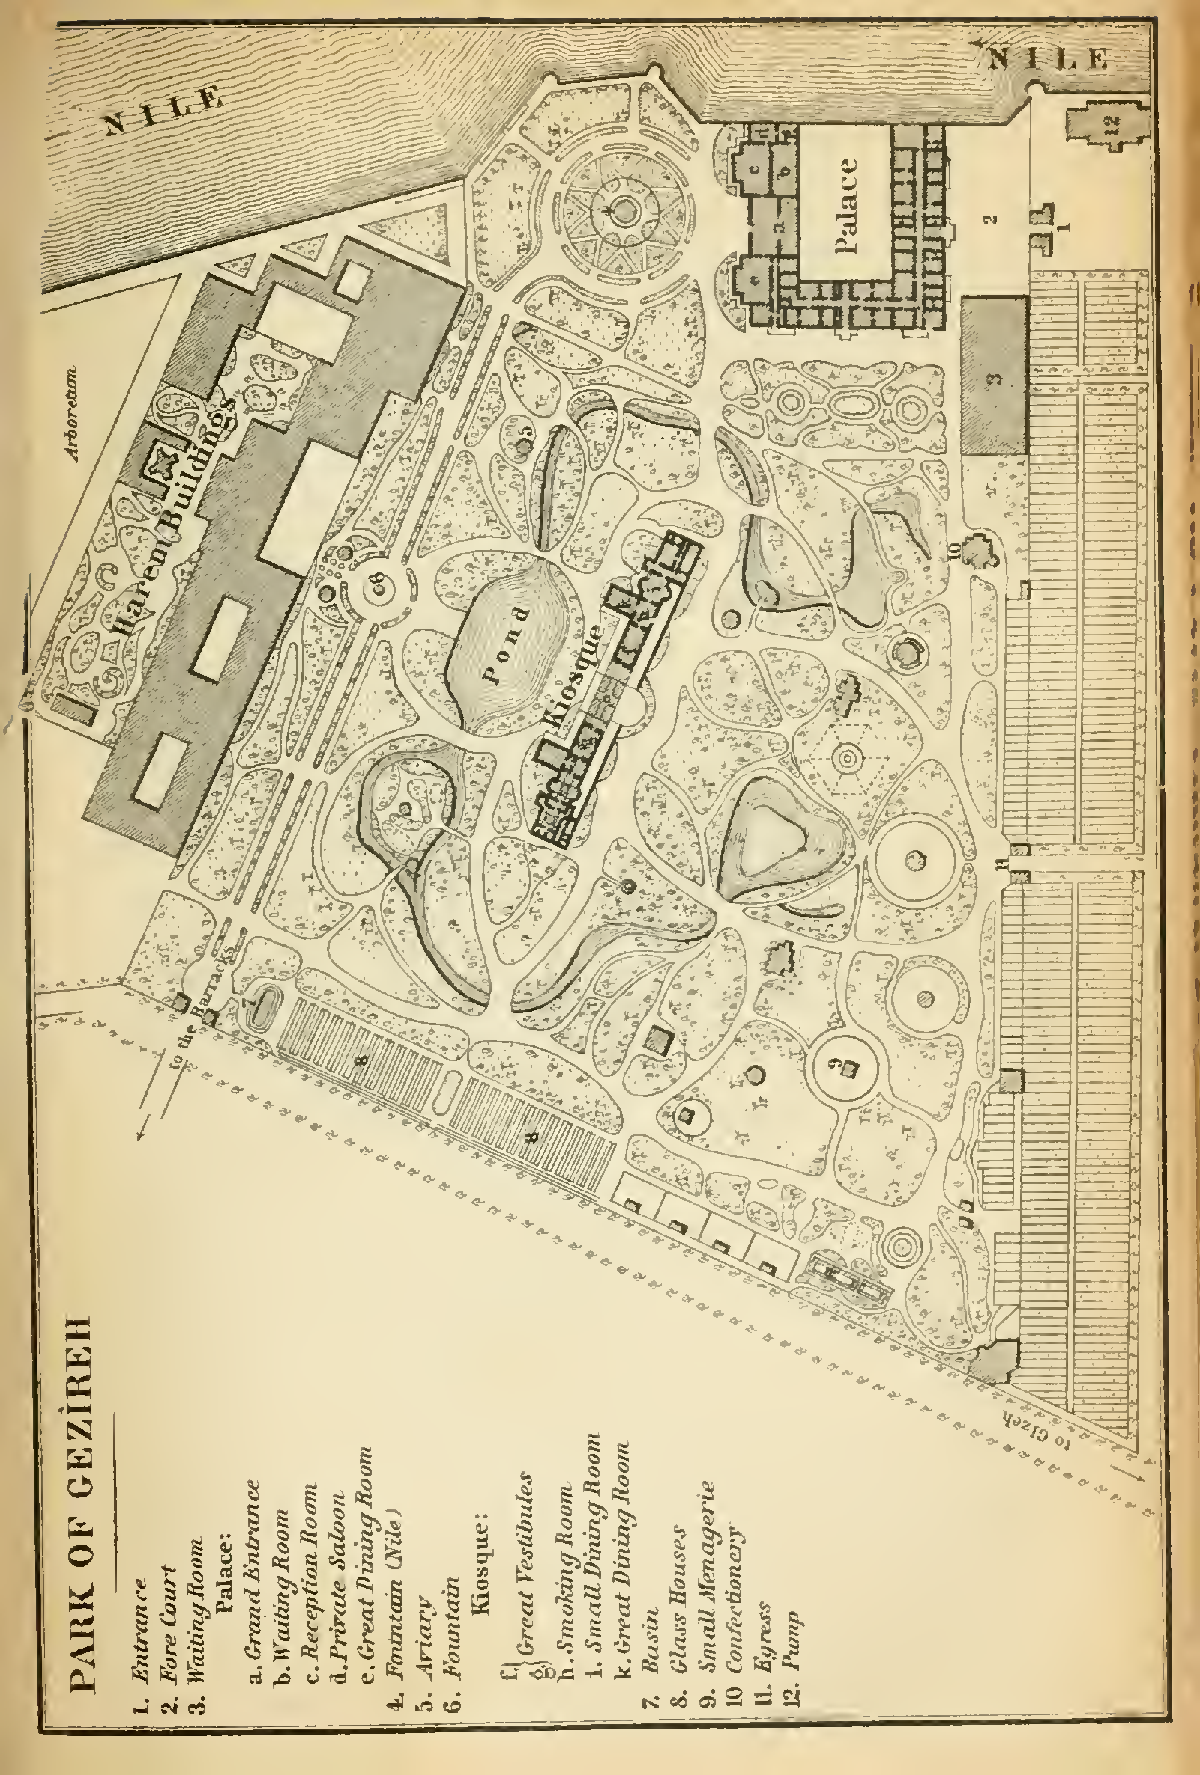 PARK OF GEZİREH
1. Entrance
2. Fore Court
3. Waiting Room
Palace:
a. Grand Entrance
b. Waiting Room
c. Reception Room
d. Private Saloon
e. Great Dining Room
4. Fountain (Nile)
5. Aviary
6. Fountain
Kiosque:
f.} Great Vestibules
g.}
h. Smoking Room
i. Small Dining Room
k. Great Dining Room
7. Basin
8. Glass Houses
9. Small Menagerie
10 Confectionery
11. Egress
12. Pump
NILE
NILE
Arboretum
Harem Buildings
to the Barracks
Pond
Kiosque
Palace
to Gizeh
1
2
3
4
5
6
7
8
8
9
10
11
12
a
b
c
d
e